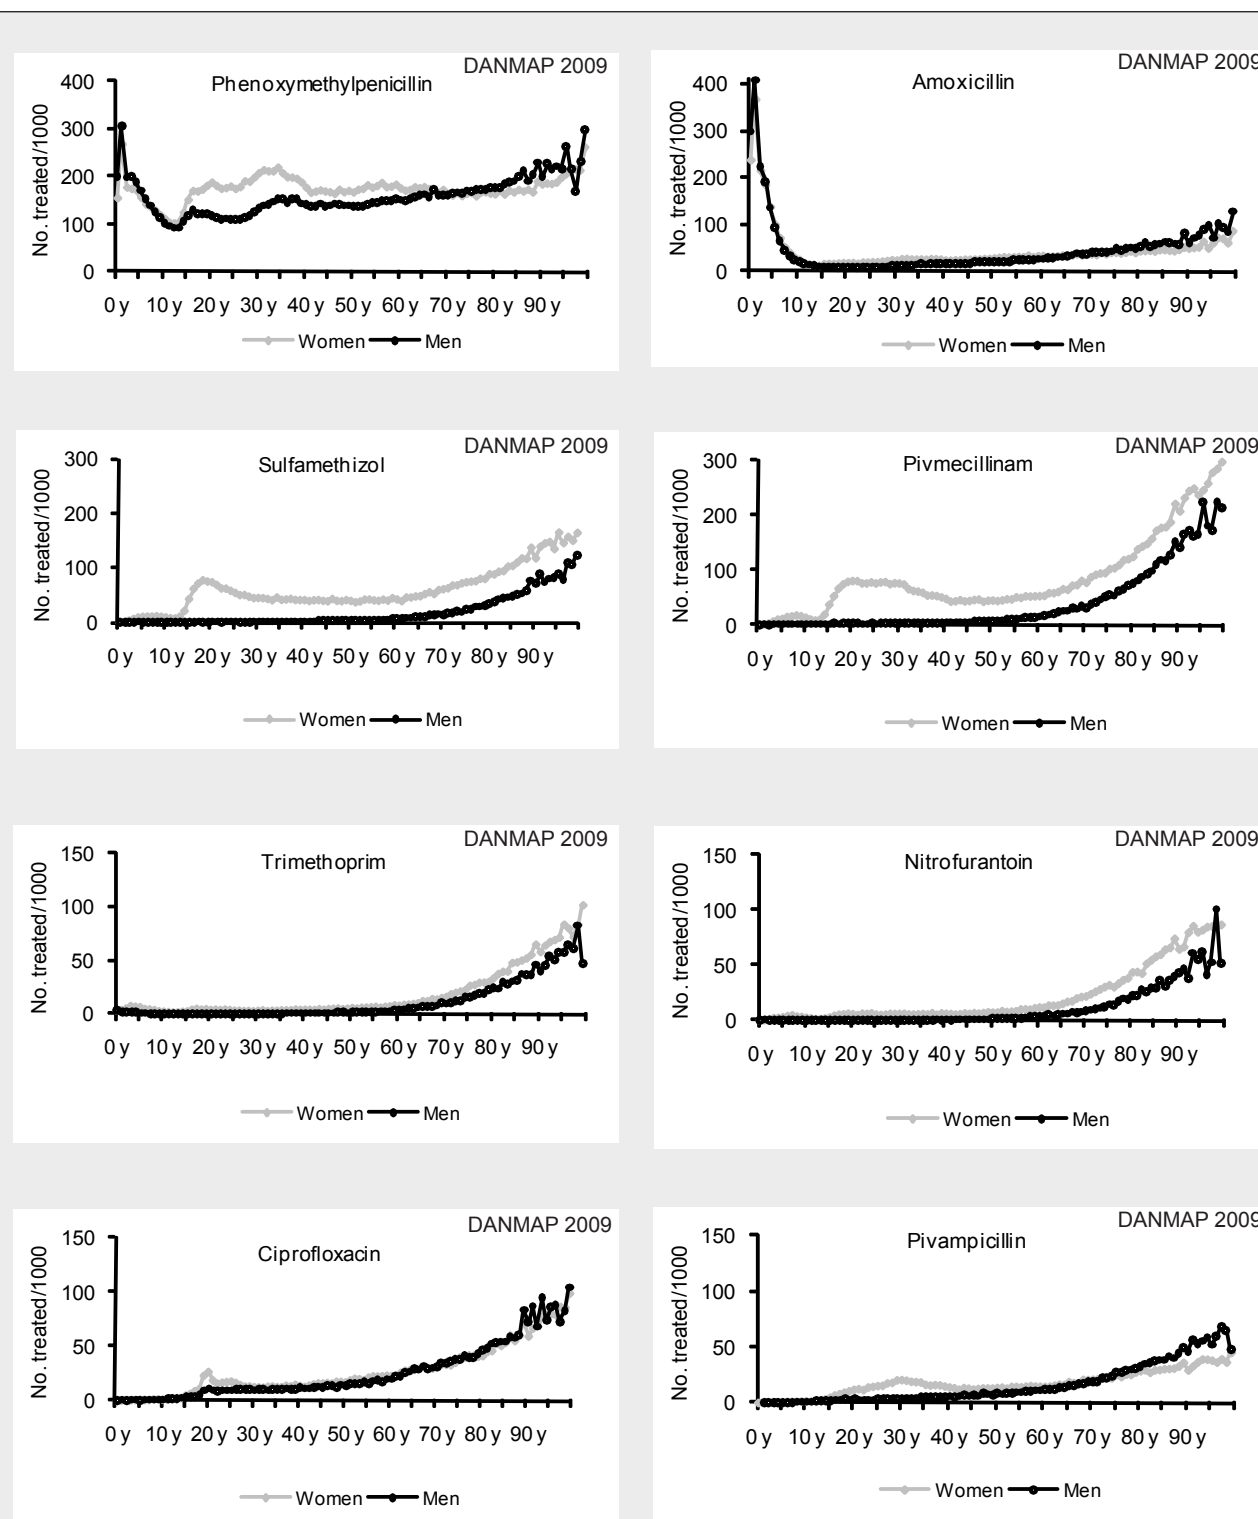 DANMAP 2009
Phenoxymethylpenicillin
No. treated/1000
400
300
200
100
0
0 y 10 y 20 y 30 y 40 y 50 y 60 y 70 y 80 y 90 y
Women Men
DANMAP 2009
Amoxicillin
No. treated/1000
400
300
200
100
0
0 y 10 y 20 y 30 y 40 y 50 y 60 y 70 y 80 y 90 y
Women Men
DANMAP 2009
Sulfamethizol
No. treated/1000
300
200
100
0
0 y 10 y 20 y 30 y 40 y 50 y 60 y 70 y 80 y 90 y
Women Men
DANMAP 2009
Pivmecillinam
No. treated/1000
300
200
100
0
0 y 10 y 20 y 30 y 40 y 50 y 60 y 70 y 80 y 90 y
Women Men
DANMAP 2009
Trimethoprim
No. treated/1000
150
100
50
0
0 y 10 y 20 y 30 y 40 y 50 y 60 y 70 y 80 y 90 y
Women Men
DANMAP 2009
Nitrofurantoin
No. treated/1000
150
100
50
0
0 y 10 y 20 y 30 y 40 y 50 y 60 y 70 y 80 y 90 y
Women Men
DANMAP 2009
Ciprofloxacin
No. treated/1000
150
100
50
0
0 y 10 y 20 y 30 y 40 y 50 y 60 y 70 y 80 y 90 y
Women Men
DANMAP 2009
Pivampicillin
No. treated/1000
150
100
50
0
0 y 10 y 20 y 30 y 40 y 50 y 60 y 70 y 80 y 90 y
Women Men